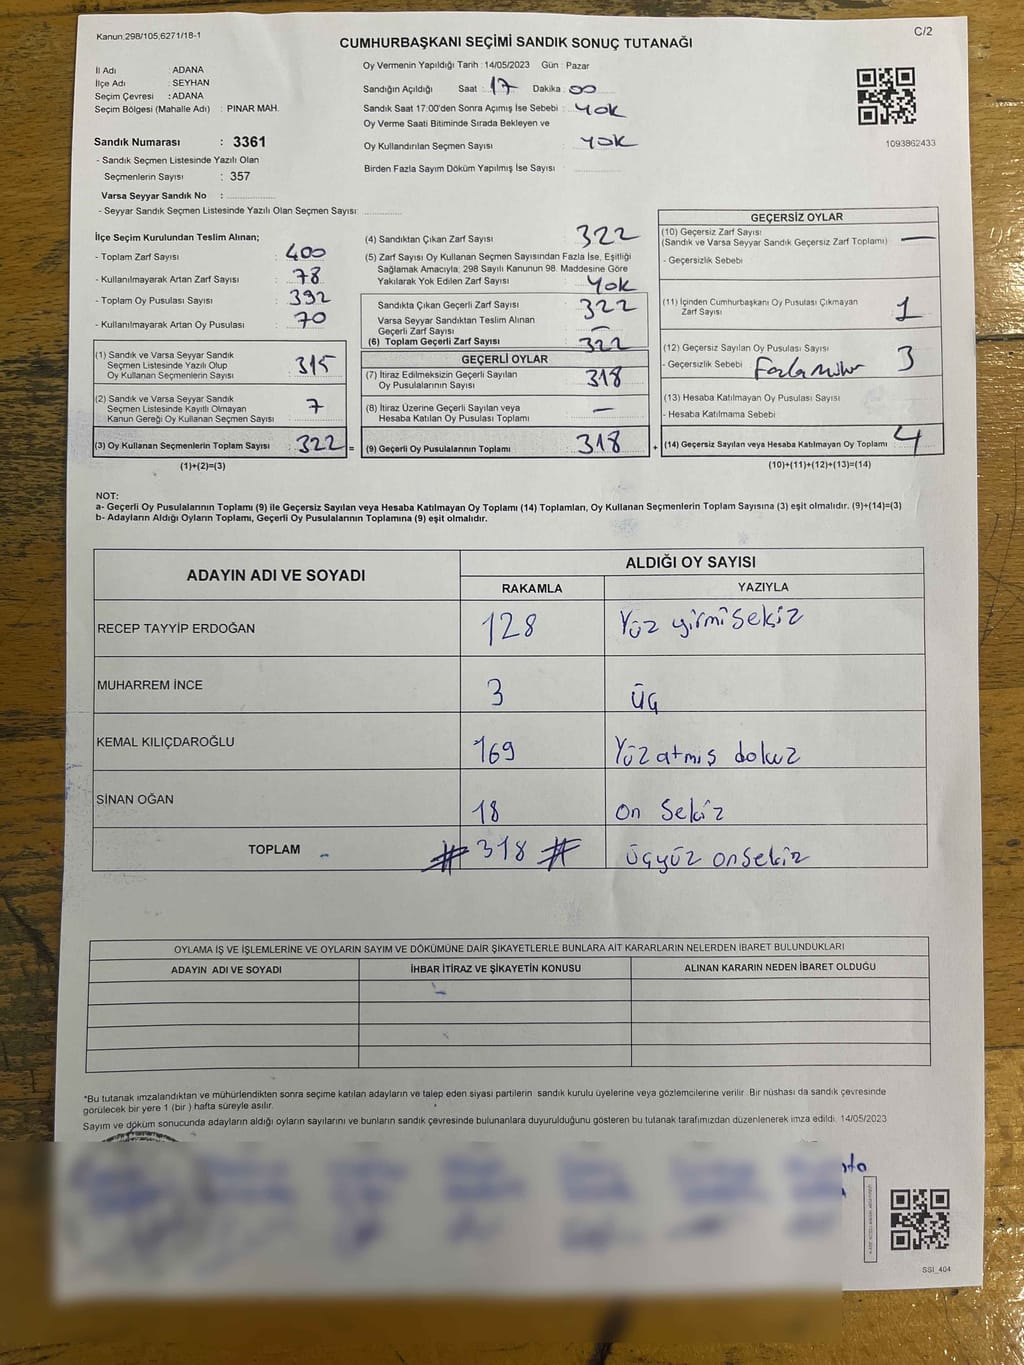 Kanun 298/105,6271/18-1
C/2
CUMHURBAŞKANI SEÇİMİ SANDIK SONUÇ TUTANAĞI
İl Adı : ADANA
İlçe Adı : SEYHAN
Seçim Çevresi : ADANA
Seçim Bölgesi (Mahalle Adı) : PINAR MAH.
Sandık Numarası : 3361
- Sandık Seçmen Listesinde Yazılı Olan
Seçmenlerin Sayısı : 357
Varsa Seyyar Sandık No :
- Seyyar Sandık Seçmen Listesinde Yazılı Olan Seçmen Sayısı:
Oy Vermenin Yapıldığı Tarih : 14/05/2023 Gün : Pazar
Sandığın Açıldığı Saat : 17 Dakika : 00
Sandık Saat 17:00'den Sonra Açımış İse Sebebi : Yok
Oy Verme Saati Bitiminde Sırada Bekleyen ve
Oy Kullandırılan Seçmen Sayısı : Yok
Birden Fazla Sayım Döküm Yapılmış İse Sayısı :
1093862433
İlçe Seçim Kurulundan Teslim Alınan;
- Toplam Zarf Sayısı : 400
- Kullanılmayarak Artan Zarf Sayısı : 78
- Toplam Oy Pusulası Sayısı : 392
- Kullanılmayarak Artan Oy Pusulası : 70
(1) Sandık ve Varsa Seyyar Sandık
Seçmen Listesinde Yazılı Olup
Oy Kullanan Seçmenlerin Sayısı : 315
(2) Sandık ve Varsa Seyyar Sandık
Seçmen Listesinde Kayıtlı Olmayan
Kanun Gereği Oy Kullanan Seçmen Sayısı : 7
(3) Oy Kullanan Seçmenlerin Toplam Sayısı : 322 =
(1)+(2)=(3)
(4) Sandıktan Çıkan Zarf Sayısı : 322
(5) Zarf Sayısı Oy Kullanan Seçmen Sayısından Fazla İse, Eşitliği
Sağlamak Amacıyla; 298 Sayılı Kanunun 98. Maddesine Göre
Yakılarak Yok Edilen Zarf Sayısı : Yok
Sandıkta Çıkan Geçerli Zarf Sayısı : 322
Varsa Seyyar Sandıktan Teslim Alınan
Geçerli Zarf Sayısı : —
(6) Toplam Geçerli Zarf Sayısı : 322
GEÇERLİ OYLAR
(7) İtiraz Edilmeksizin Geçerli Sayılan
Oy Pusulalarının Sayısı : 318
(8) İtiraz Üzerine Geçerli Sayılan veya
Hesaba Katılan Oy Pusulası Toplamı : —
(9) Geçerli Oy Pusulalarının Toplamı : 318 +
GEÇERSİZ OYLAR
(10) Geçersiz Zarf Sayısı
(Sandık ve Varsa Seyyar Sandık Geçersiz Zarf Toplamı) : —
- Geçersizlik Sebebi
(11) İçinden Cumhurbaşkanı Oy Pusulası Çıkmayan
Zarf Sayısı 1
(12) Geçersiz Sayılan Oy Pusulası Sayısı : 3
- Geçersizlik Sebebi : Fazla Mühür
(13) Hesaba Katılmayan Oy Pusulası Sayısı :
- Hesaba Katılmama Sebebi
(14) Geçersiz Sayılan veya Hesaba Katılmayan Oy Toplamı : 4
(10)+(11)+(12)+(13)=(14)
NOT:
a- Geçerli Oy Pusulalarının Toplamı (9) ile Geçersiz Sayılan veya Hesaba Katılmayan Oy Toplamı (14) Toplamları, Oy Kullanan Seçmenlerin Toplam Sayısına (3) eşit olmalıdır. (9)+(14)=(3)
b- Adayların Aldığı Oyların Toplamı, Geçerli Oy Pusulalarının Toplamına (9) eşit olmalıdır.
ADAYIN ADI VE SOYADI
ALDIĞI OY SAYISI
RAKAMLA YAZIYLA
RECEP TAYYİP ERDOĞAN 128 Yüz yirmi sekiz
MUHARREM İNCE 3 Üç
KEMAL KILIÇDAROĞLU 169 Yüz atmış dokuz
SİNAN OĞAN 18 on sekiz
TOPLAM # 318 # üçyüz onsekiz
OYLAMA İŞ VE İŞLEMLERİNE VE OYLARIN SAYIM VE DÖKÜMÜNE DAİR ŞİKAYETLERLE BUNLARA AİT KARARLARIN NELERDEN İBARET BULUNDUKLARI
ADAYIN ADI VE SOYADI İHBAR İTİRAZ VE ŞİKAYETİN KONUSU ALINAN KARARIN NEDEN İBARET OLDUĞU
*Bu tutanak imzalandıktan ve mühürlendikten sonra seçime katılan adayların ve talep eden siyasi partilerin sandık kurulu üyelerine veya gözlemcilerine verilir. Bir nüshası da sandık çevresinde
görülecek bir yere 1 (bir ) hafta süreyle asılır.
Sayım ve döküm sonucunda adayların aldığı oyların sayılarını ve bunların sandık çevresinde bulunanlara duyurulduğunu gösteren bu tutanak tarafımızdan düzenlenerek imza edildi. 14/05/2023
SSI_404